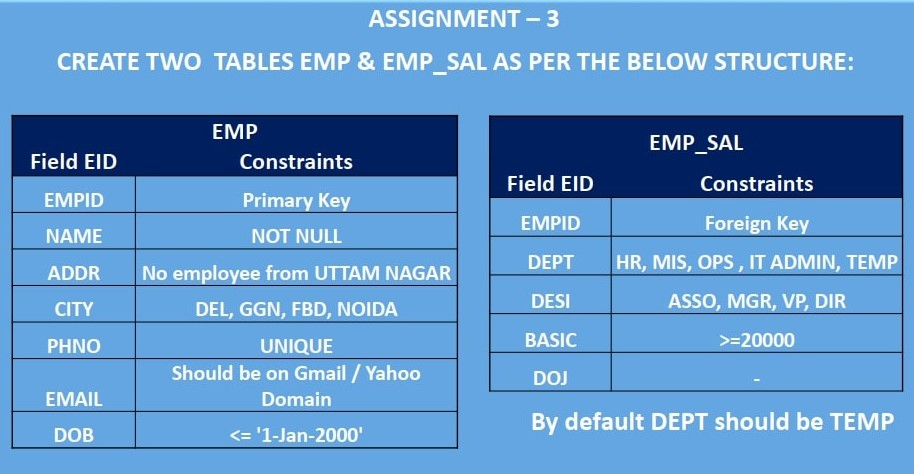 ASSIGNMENT – 3
CREATE TWO TABLES EMP & EMP_SAL AS PER THE BELOW STRUCTURE:
EMP
Field EID Constraints
EMPID Primary Key
NAME NOT NULL
ADDR No employee from UTTAM NAGAR
CITY DEL, GGN, FBD, NOIDA
PHNO UNIQUE
EMAIL Should be on Gmail / Yahoo
Domain
DOB <= '1-Jan-2000'
EMP_SAL
Field EID Constraints
EMPID Foreign Key
DEPT HR, MIS, OPS , IT ADMIN, TEMP
DESI ASSO, MGR, VP, DIR
BASIC >=20000
DOJ -
By default DEPT should be TEMP